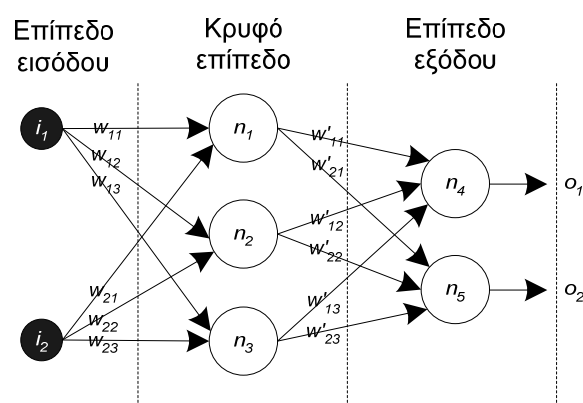 Επίπεδο
εισόδου
Κρυφό
επίπεδο
Επίπεδο
εξόδου
i1
w11
w12
w13
n1
w'11
w'21
n4
o1
n2
w'12
w'22
w21
w22
w23
i2
n3
w'13
w'23
n5
o2